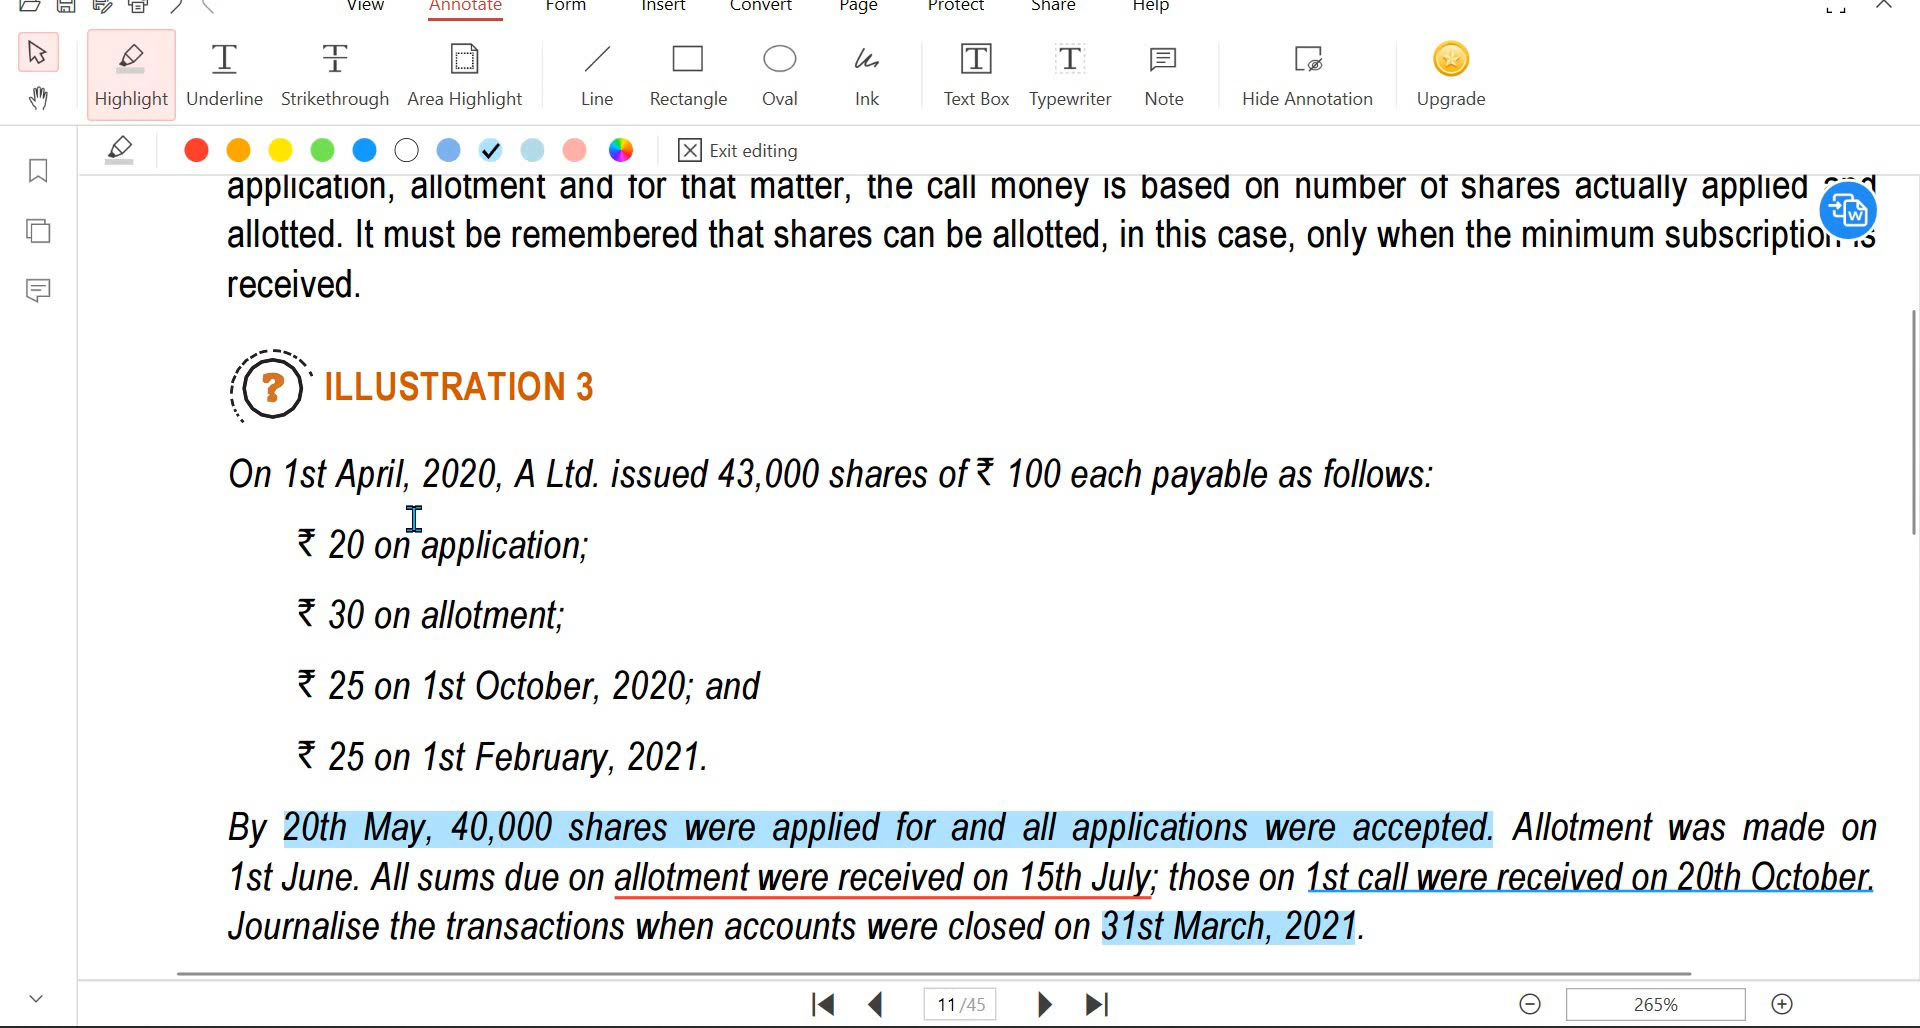 View Annotate Form Insert Convert Page Protect Share Help
Highlight Underline Strikethrough Area Highlight Line Rectangle Oval Ink Text Box Typewriter Note Hide Annotation Upgrade
Exit editing
application, allotment and for that matter, the call money is based on number of shares actually applied and
allotted. It must be remembered that shares can be allotted, in this case, only when the minimum subscription is
received.
? ILLUSTRATION 3
On 1st April, 2020, A Ltd. issued 43,000 shares of ₹ 100 each payable as follows:
₹ 20 on application;
₹ 30 on allotment;
₹ 25 on 1st October, 2020; and
₹ 25 on 1st February, 2021.
By 20th May, 40,000 shares were applied for and all applications were accepted. Allotment was made on
1st June. All sums due on allotment were received on 15th July; those on 1st call were received on 20th October.
Journalise the transactions when accounts were closed on 31st March, 2021.
11 /45
265%